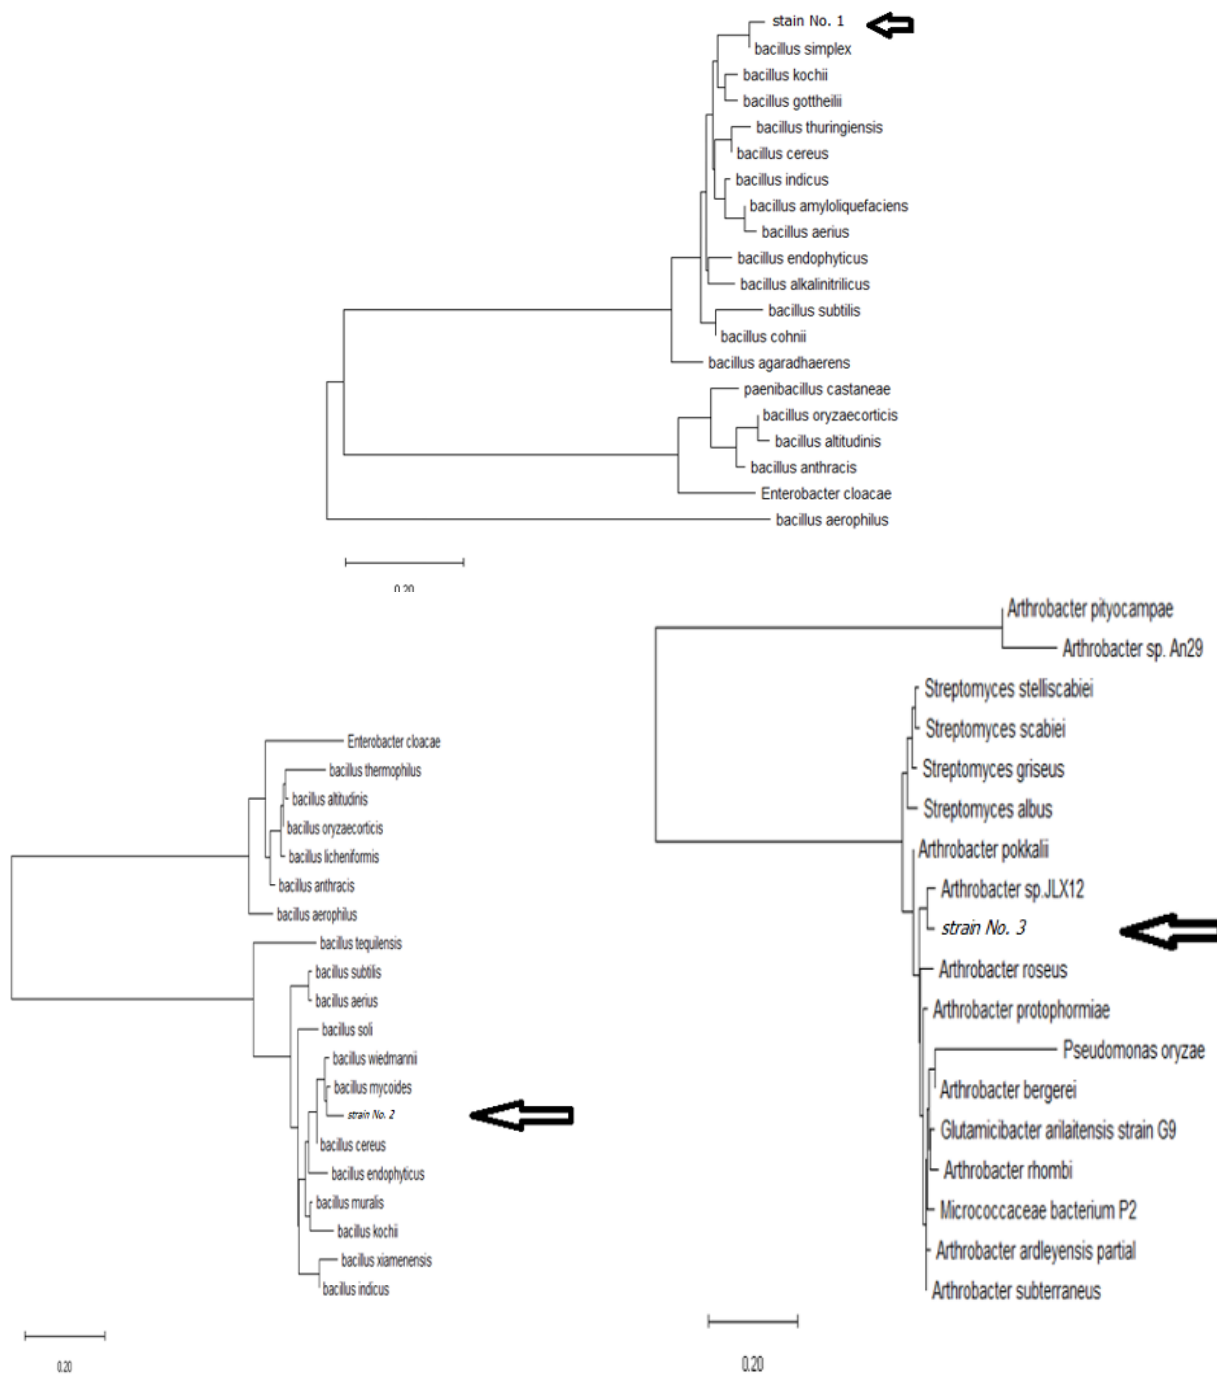 stain No. 1
bacillus simplex
bacillus kochii
bacillus gottheilii
bacillus thuringiensis
bacillus cereus
bacillus indicus
bacillus amyloliquefaciens
bacillus aerius
bacillus endophyticus
bacillus alkalinitrilicus
bacillus subtilis
bacillus cohnii
bacillus agaradhaerens
paenibacillus castaneae
bacillus oryzaecorticis
bacillus altitudinis
bacillus anthracis
Enterobacter cloacae
bacillus aerophilus
0.20
Enterobacter cloacae
bacillus thermophilus
bacillus altitudinis
bacillus oryzaecorticis
bacillus licheniformis
bacillus anthracis
bacillus aerophilus
bacillus tequilensis
bacillus subtilis
bacillus aerius
bacillus soli
bacillus wiedmannii
bacillus mycoides
strain No. 2
bacillus cereus
bacillus endophyticus
bacillus muralis
bacillus kochii
bacillus xiamenensis
bacillus indicus
0.20
Arthrobacter pityocampae
Arthrobacter sp. An29
Streptomyces stelliscabiei
Streptomyces scabiei
Streptomyces griseus
Streptomyces albus
Arthrobacter pokkalii
Arthrobacter sp.JLX12
strain No. 3
Arthrobacter roseus
Arthrobacter protophormiae
Pseudomonas oryzae
Arthrobacter bergerei
Glutamicibacter arilaitensis strain G9
Arthrobacter rhombi
Micrococcaceae bacterium P2
Arthrobacter ardleyensis partial
Arthrobacter subterraneus
0.20